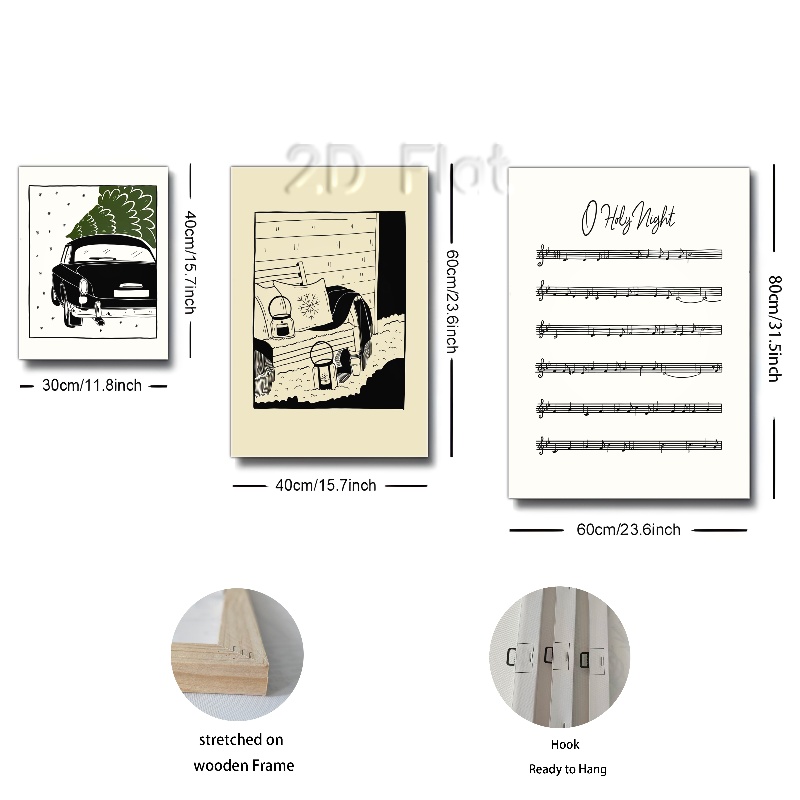 2D Flat
O Holy Night
40cm/15.7inch
30cm/11.8inch
60cm/23.6inch
40cm/15.7inch
80cm/31.5inch
60cm/23.6inch
stretched on
wooden Frame
Hook
Ready to Hang